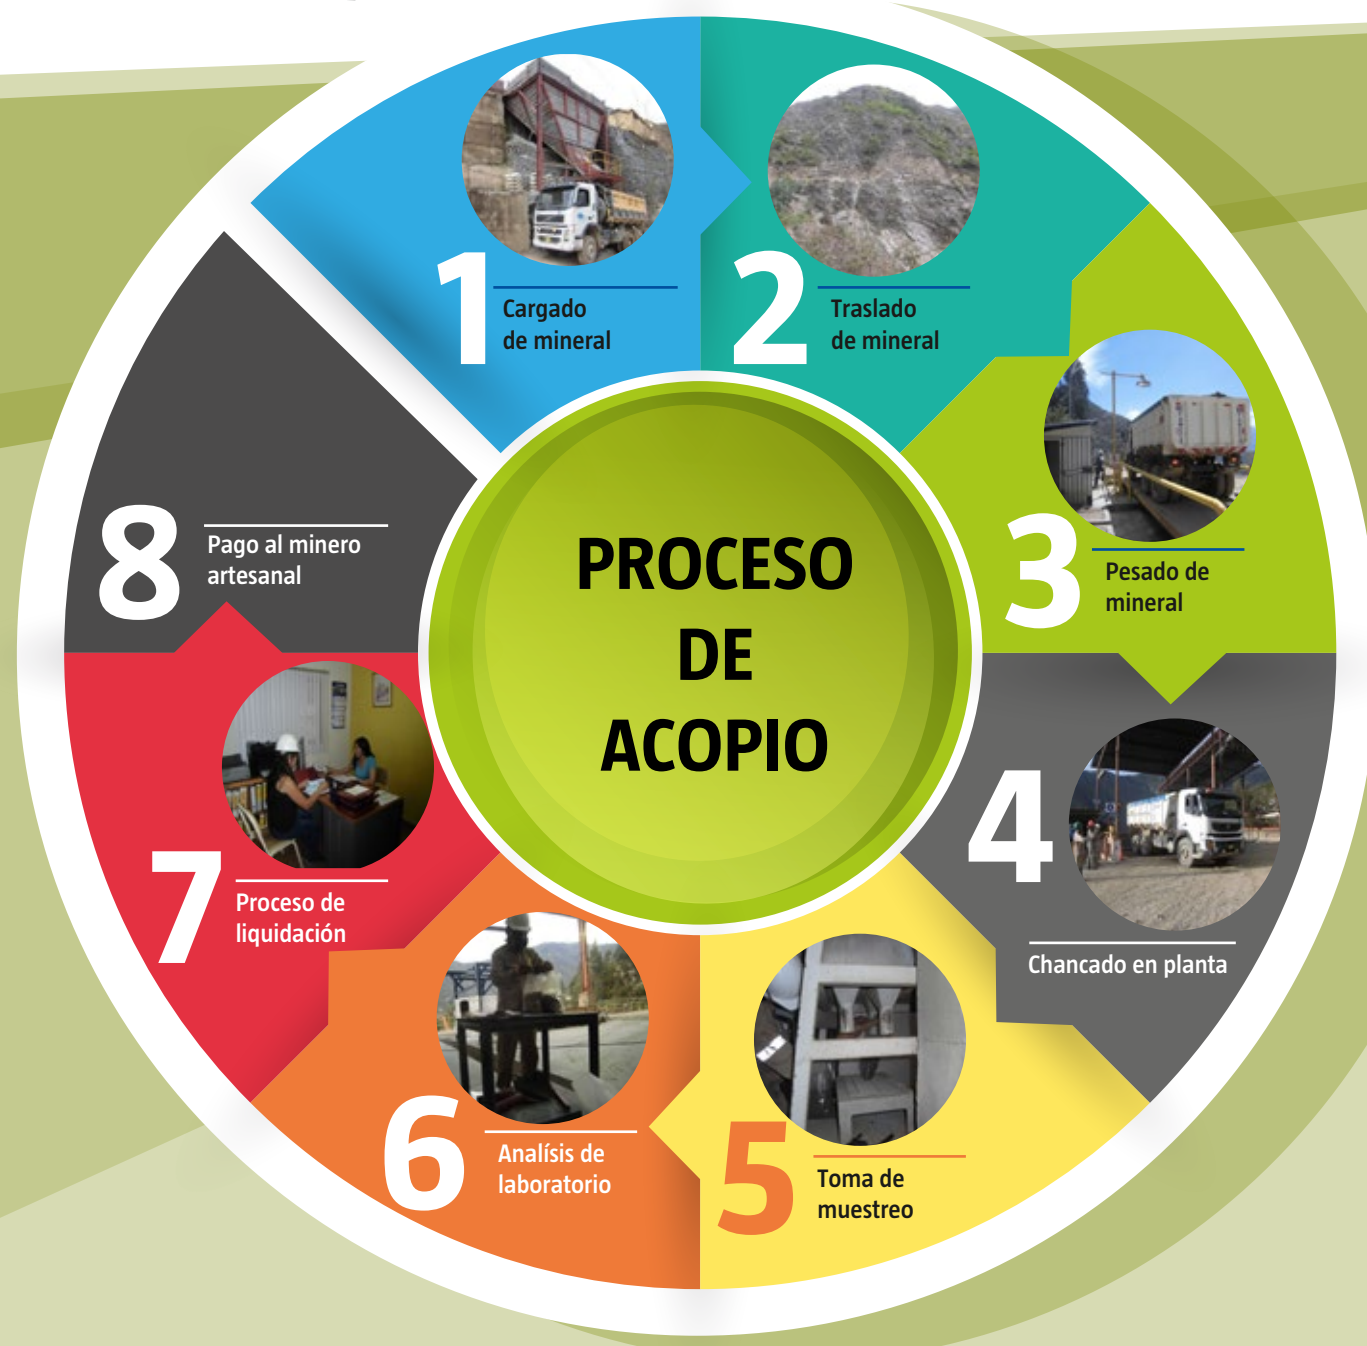 1
Cargado
de mineral
2
Traslado
de mineral
3
Pesado de
mineral
4
Chancado en planta
5
Toma de
muestreo
6
Analísis de
laboratorio
7
Proceso de
liquidación
8
Pago al minero
artesanal
PROCESO
DE
ACOPIO